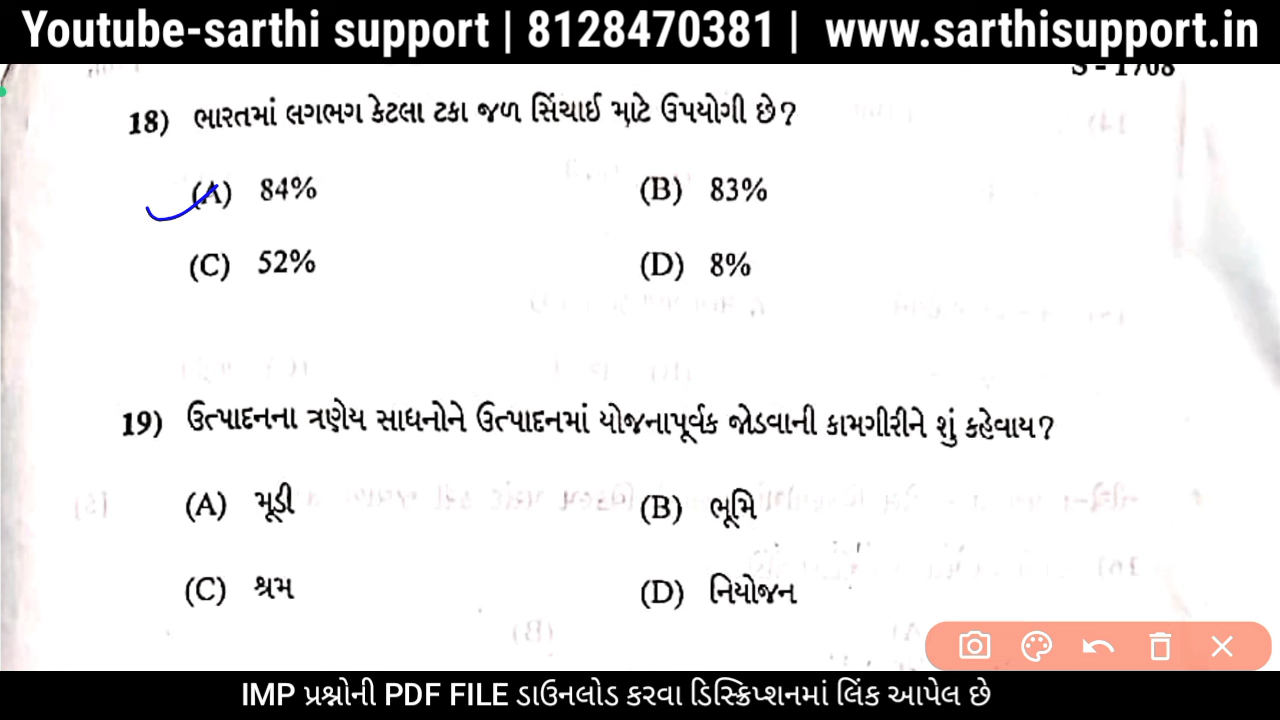 Youtube-sarthi support | 8128470381 | www.sarthisupport.in
S - 1708
18) ભારતમાં લગભગ કેટલા ટકા જળ સિંચાઈ માટે ઉપયોગી છે?
(A) 84% (B) 83%
(C) 52% (D) 8%
19) ઉત્પાદનના ત્રણેય સાધનોને ઉત્પાદનમાં યોજનાપૂર્વક જોડવાની કામગીરીને શું કહેવાય?
(A) મૂડી (B) ભૂમિ
(C) શ્રમ (D) નિયોજન
IMP પ્રશ્નોની PDF FILE ડાઉનલોડ કરવા ડિસ્ક્રિપ્શનમાં લિંક આપેલ છે